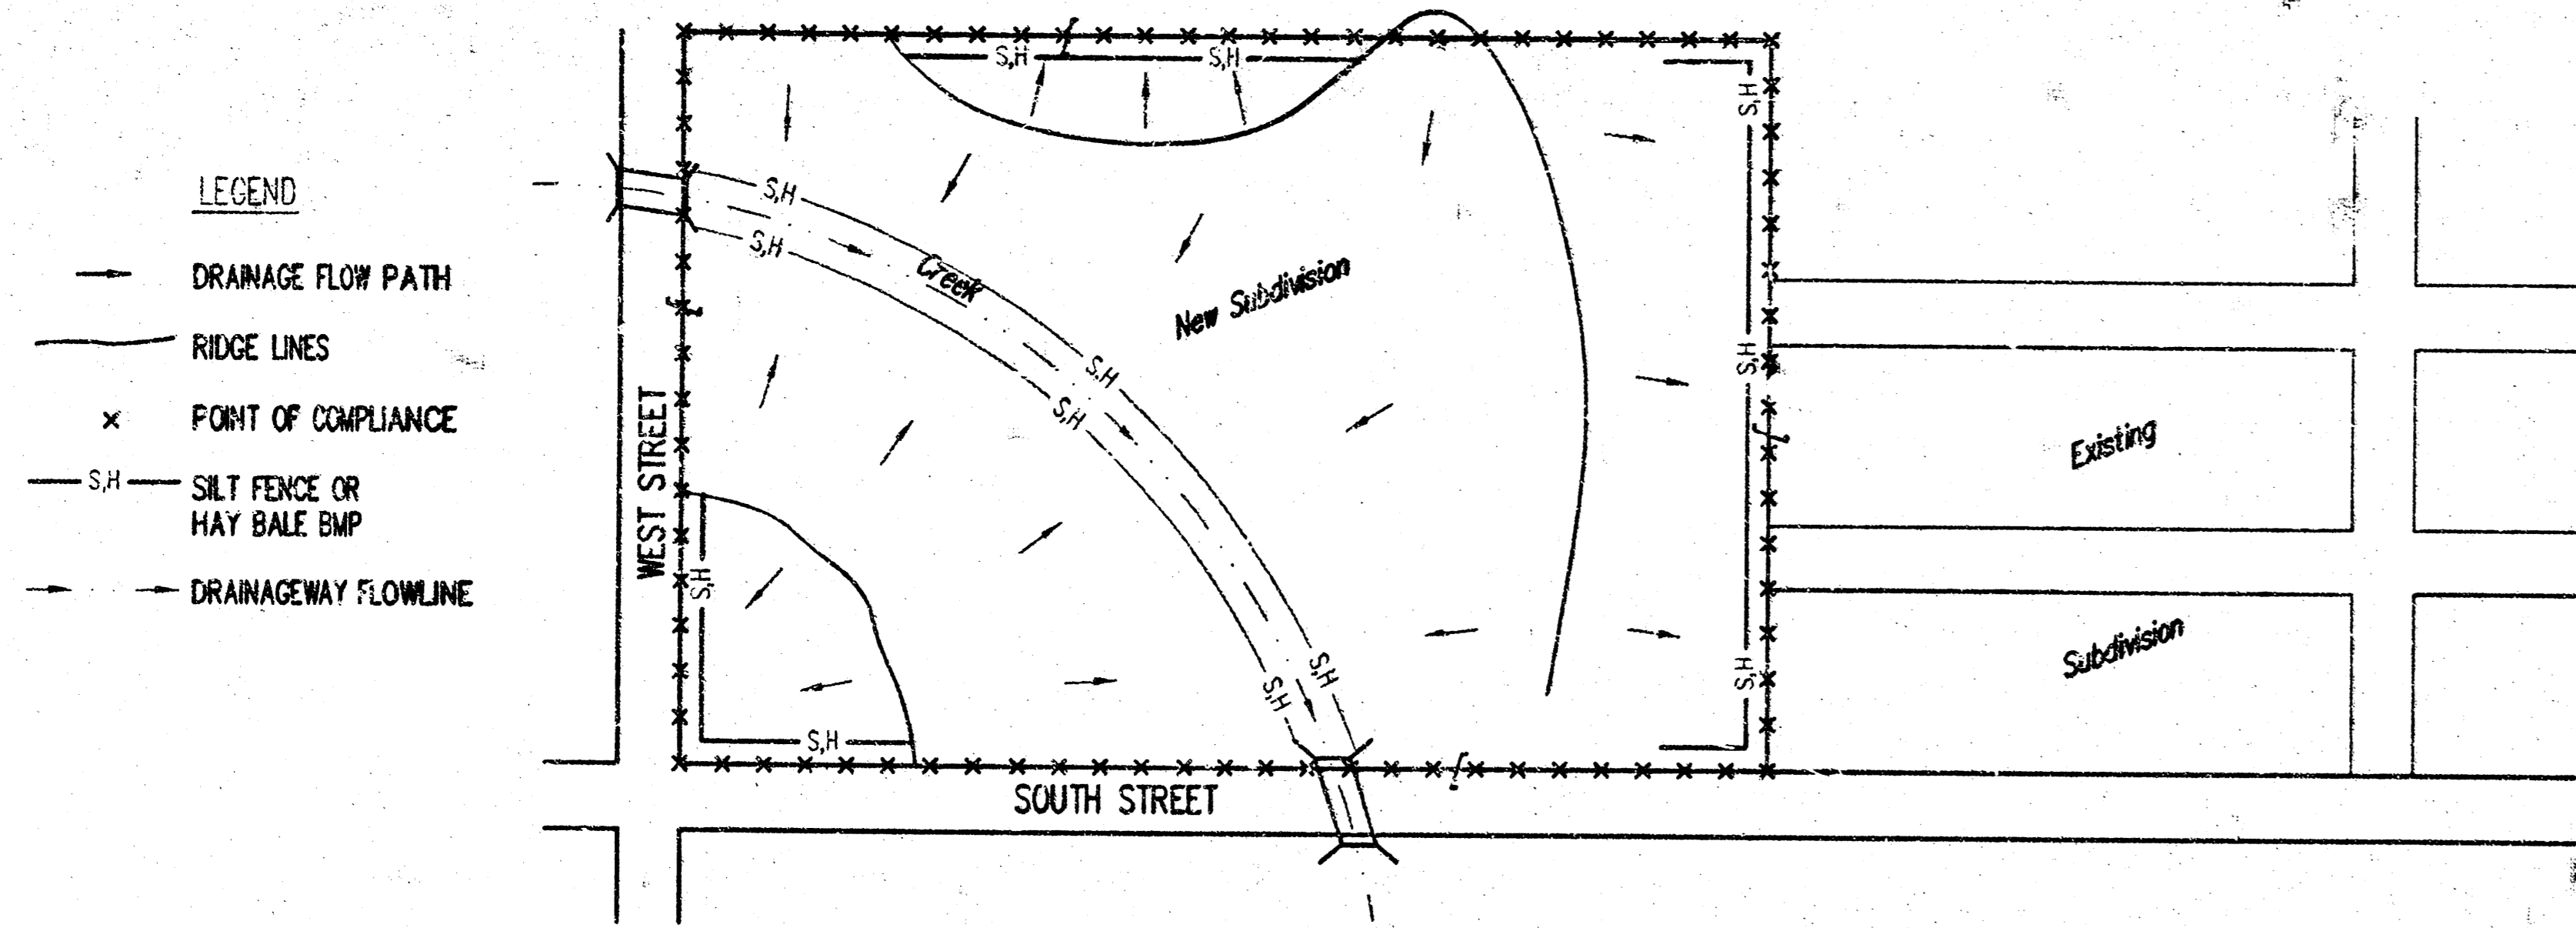 LEGEND
DRAINAGE FLOW PATH
RIDGE LINES
POINT OF COMPLIANCE
S,H
SILT FENCE OR
HAY BALE BMP
DRAINAGEWAY FLOWLINE
S,H
S,H
S,H
S,H
S,H
Creek
New Subdivision
S,H
S,H
S,H
WEST STREET
Existing
S,H
Subdivision
S,H
S,H
S,H
S,H
SOUTH STREET